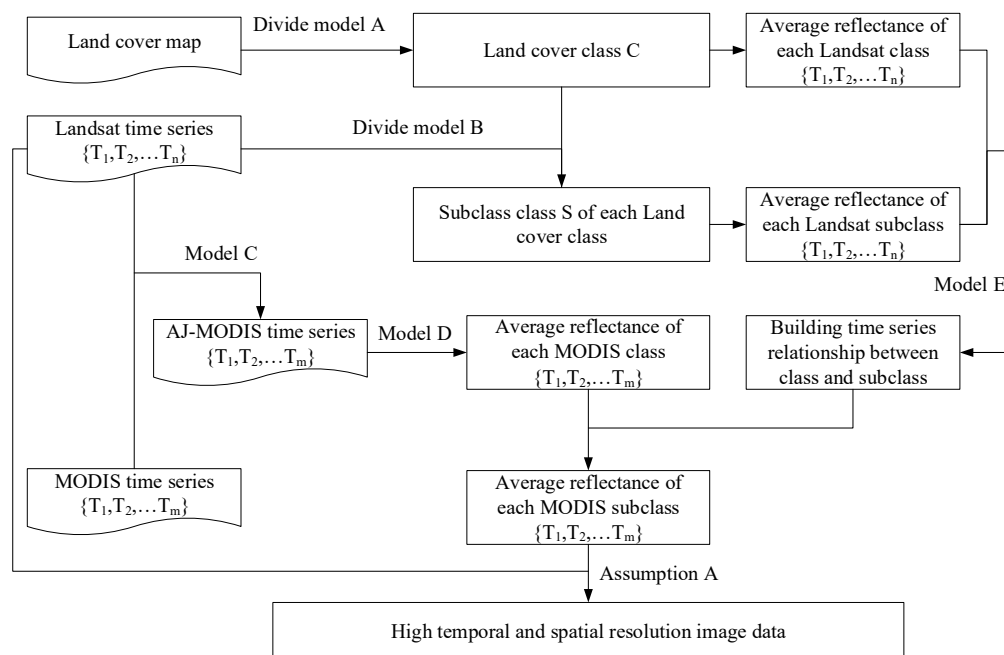 Land cover map
Divide model A
Land cover class C
Average reflectance of
each Landsat class
{T1,T2,…Tn}
Landsat time series
{T1,T2,…Tn}
Divide model B
Subclass class S of each Land
cover class
Average reflectance of
each Landsat subclass
{T1,T2,…Tn}
Model C
Model E
AJ-MODIS time series
{T1,T2,…Tm}
Model D
Average reflectance of
each MODIS class
{T1,T2,…Tm}
Building time series
relationship between
class and subclass
MODIS time series
{T1,T2,…Tm}
Average reflectance of
each MODIS subclass
{T1,T2,…Tm}
Assumption A
High temporal and spatial resolution image data